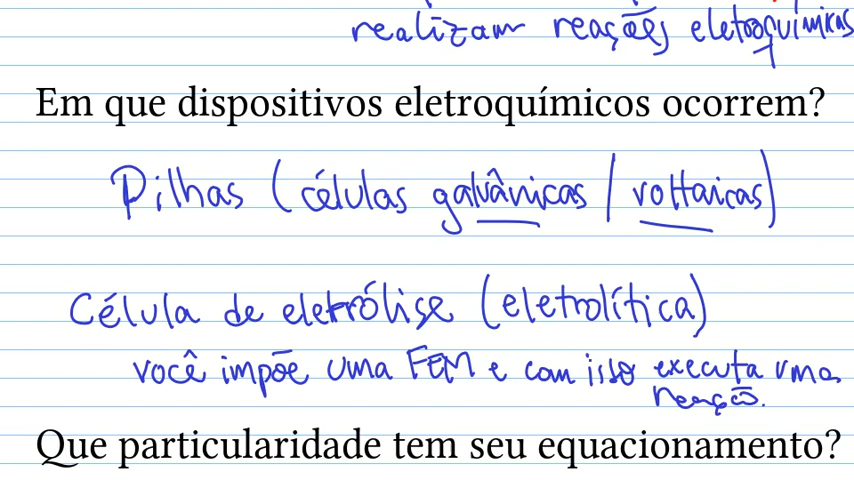 realizam reações eletroquímicas
Em que dispositivos eletroquímicos ocorrem?
Pilhas (células galvânicas / voltaicas)
Célula de eletrólise (eletrolítica)
você impõe uma FEM e com isso executa uma
reação.
Que particularidade tem seu equacionamento?